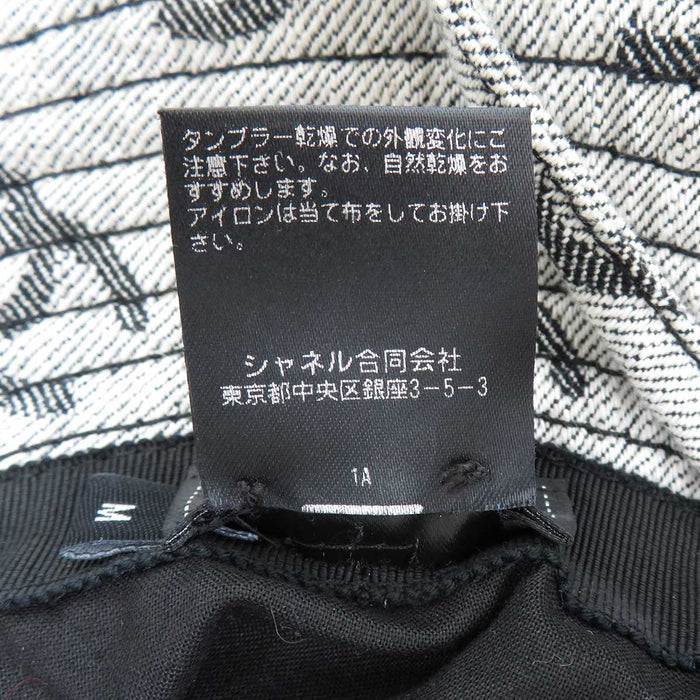 タンブラー乾燥での外観変化にご
注意下さい。なお、自然乾燥をお
すすめします。
アイロンは当て布をしてお掛け下
さい。
シャネル合同会社
東京都中央区銀座3-5-3
1A
M